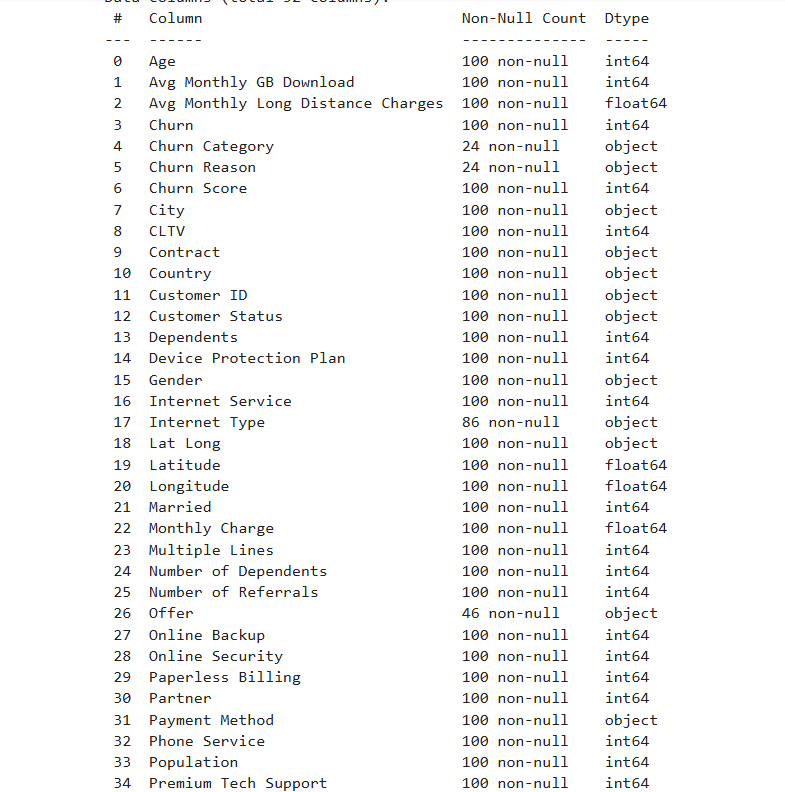 Data columns (total 52 columns):
#   Column                             Non-Null Count  Dtype
---  ------                             --------------  -----
0   Age                                100 non-null    int64
1   Avg Monthly GB Download            100 non-null    int64
2   Avg Monthly Long Distance Charges  100 non-null    float64
3   Churn                              100 non-null    int64
4   Churn Category                     24 non-null     object
5   Churn Reason                       24 non-null     object
6   Churn Score                        100 non-null    int64
7   City                               100 non-null    object
8   CLTV                               100 non-null    int64
9   Contract                           100 non-null    object
10  Country                            100 non-null    object
11  Customer ID                        100 non-null    object
12  Customer Status                    100 non-null    object
13  Dependents                         100 non-null    int64
14  Device Protection Plan             100 non-null    int64
15  Gender                             100 non-null    object
16  Internet Service                   100 non-null    int64
17  Internet Type                      86 non-null     object
18  Lat Long                           100 non-null    object
19  Latitude                           100 non-null    float64
20  Longitude                          100 non-null    float64
21  Married                            100 non-null    int64
22  Monthly Charge                     100 non-null    float64
23  Multiple Lines                     100 non-null    int64
24  Number of Dependents               100 non-null    int64
25  Number of Referrals                100 non-null    int64
26  Offer                              46 non-null     object
27  Online Backup                      100 non-null    int64
28  Online Security                    100 non-null    int64
29  Paperless Billing                  100 non-null    int64
30  Partner                            100 non-null    int64
31  Payment Method                     100 non-null    object
32  Phone Service                      100 non-null    int64
33  Population                         100 non-null    int64
34  Premium Tech Support               100 non-null    int64